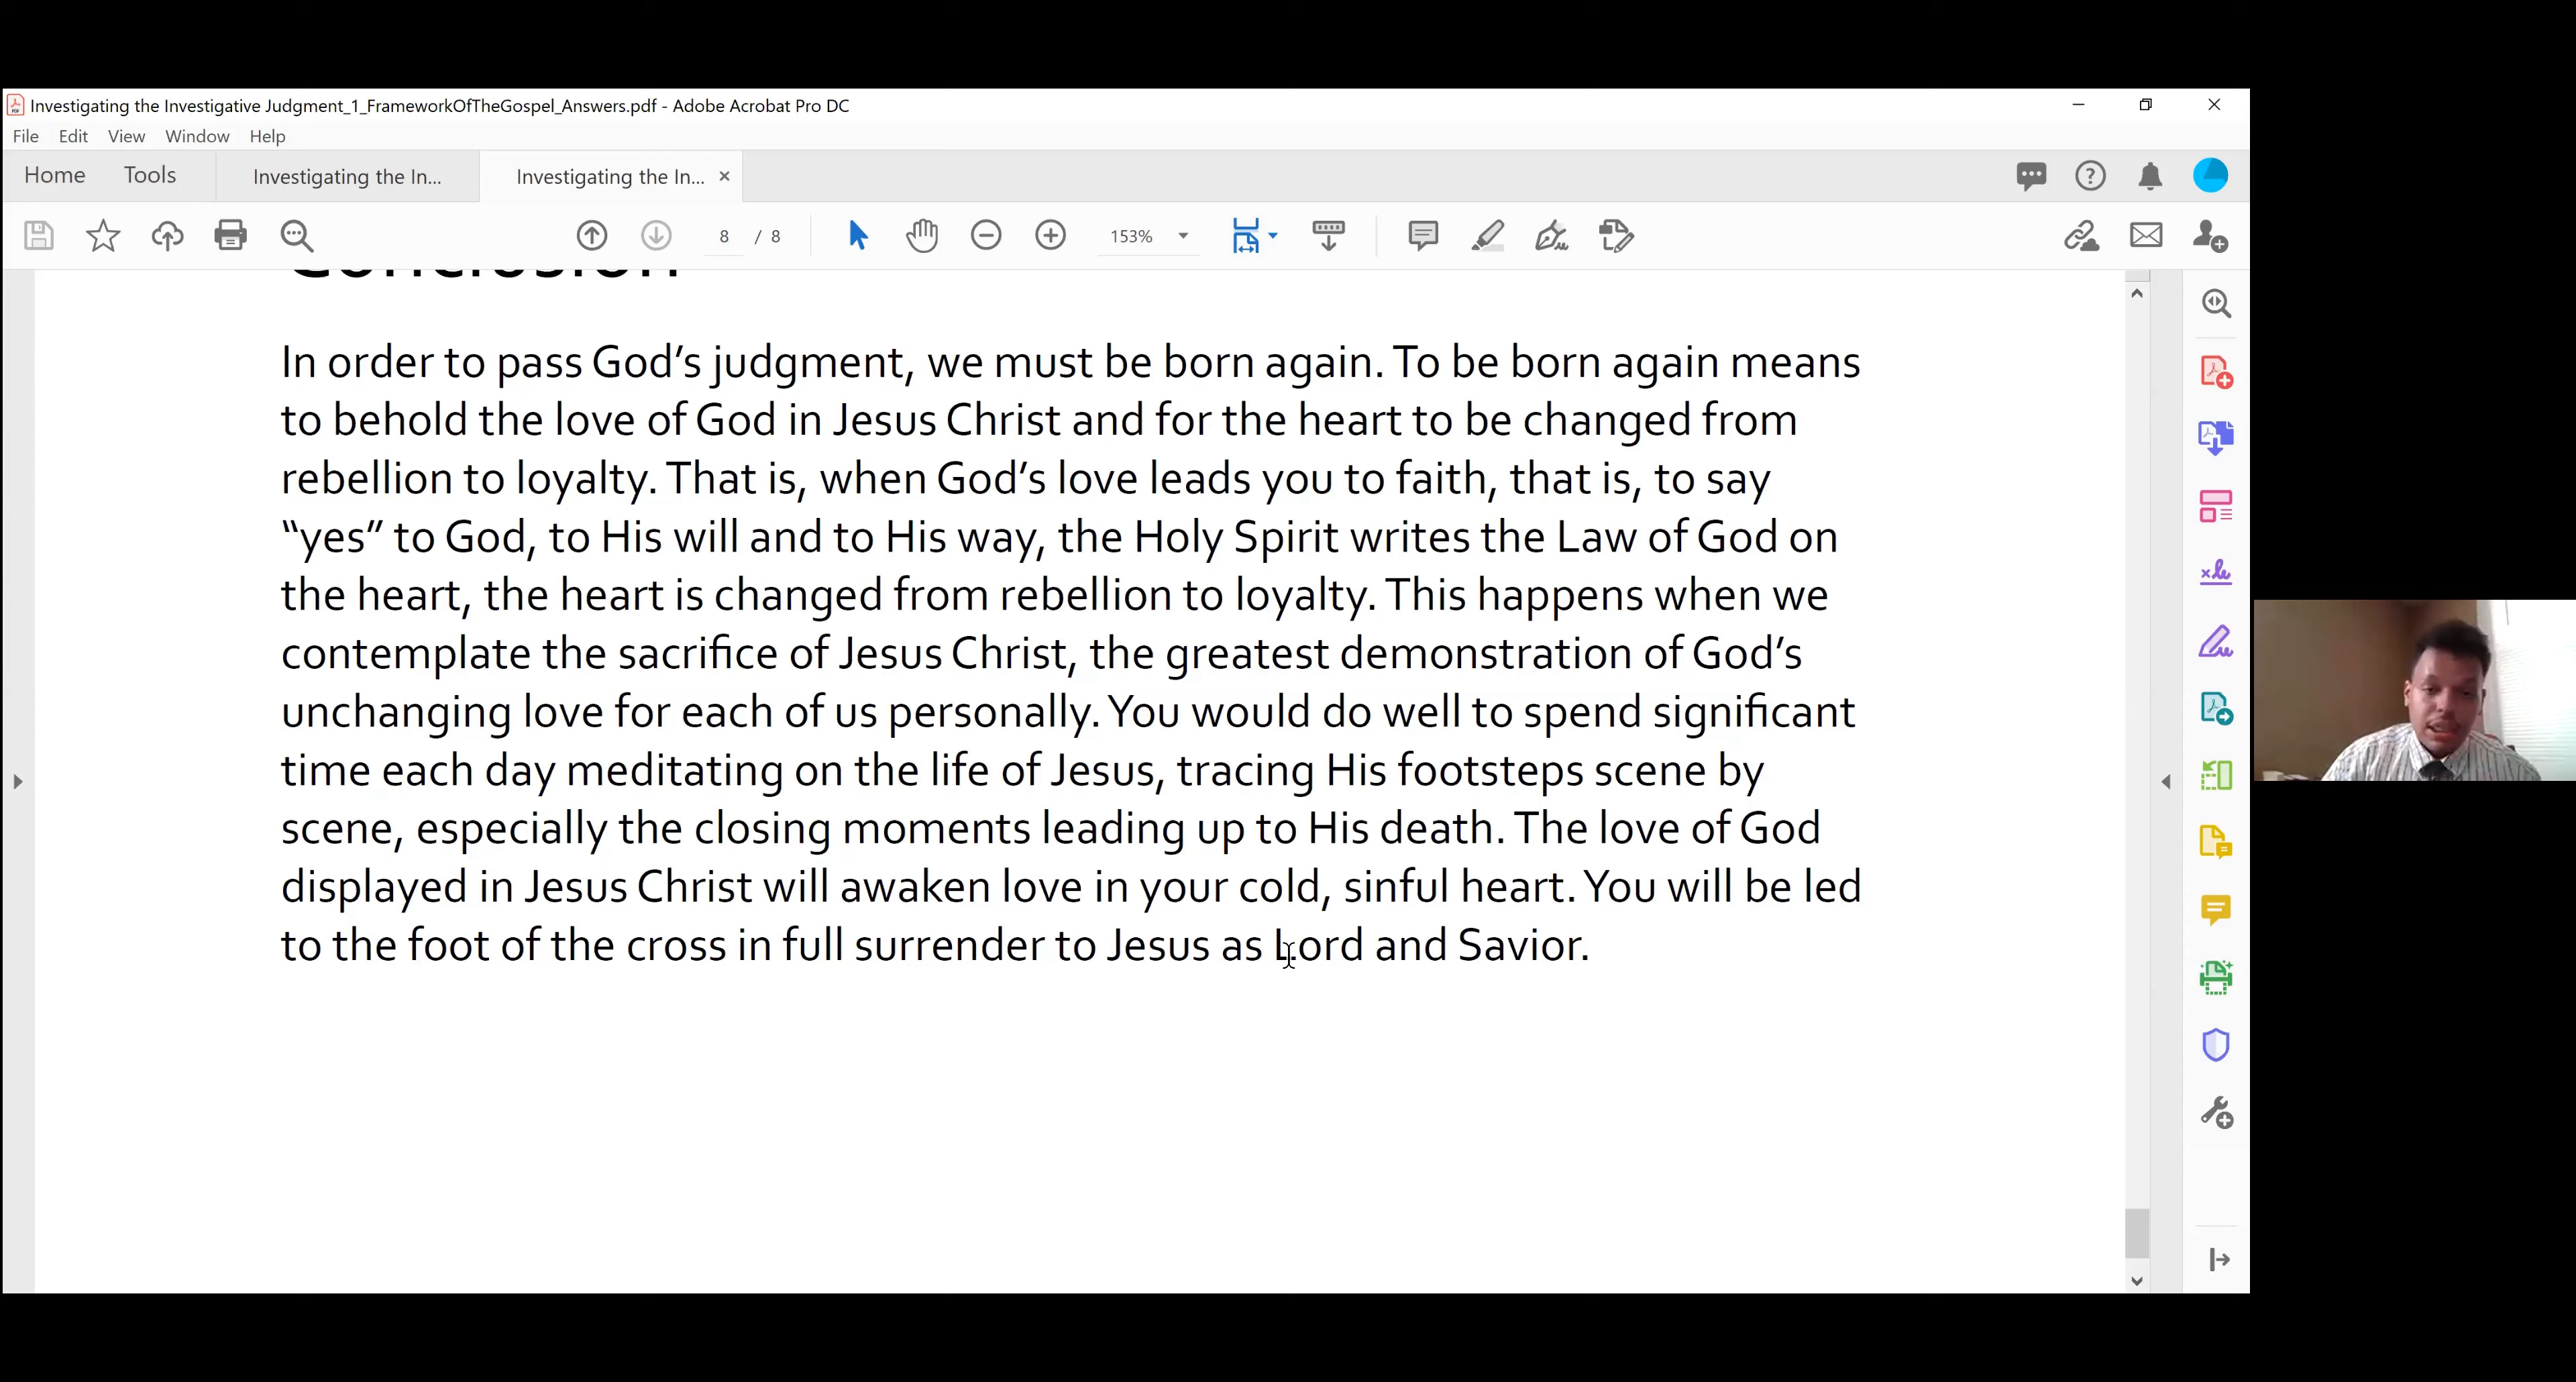 Investigating the Investigative Judgment_1_FrameworkOfTheGospel_Answers.pdf - Adobe Acrobat Pro DC
File Edit View Window Help
Home Tools Investigating the In... Investigating the In...
8 / 8 153%
Conclusion
In order to pass God’s judgment, we must be born again. To be born again means
to behold the love of God in Jesus Christ and for the heart to be changed from
rebellion to loyalty. That is, when God’s love leads you to faith, that is, to say
“yes” to God, to His will and to His way, the Holy Spirit writes the Law of God on
the heart, the heart is changed from rebellion to loyalty. This happens when we
contemplate the sacrifice of Jesus Christ, the greatest demonstration of God’s
unchanging love for each of us personally. You would do well to spend significant
time each day meditating on the life of Jesus, tracing His footsteps scene by
scene, especially the closing moments leading up to His death. The love of God
displayed in Jesus Christ will awaken love in your cold, sinful heart. You will be led
to the foot of the cross in full surrender to Jesus as Lord and Savior.